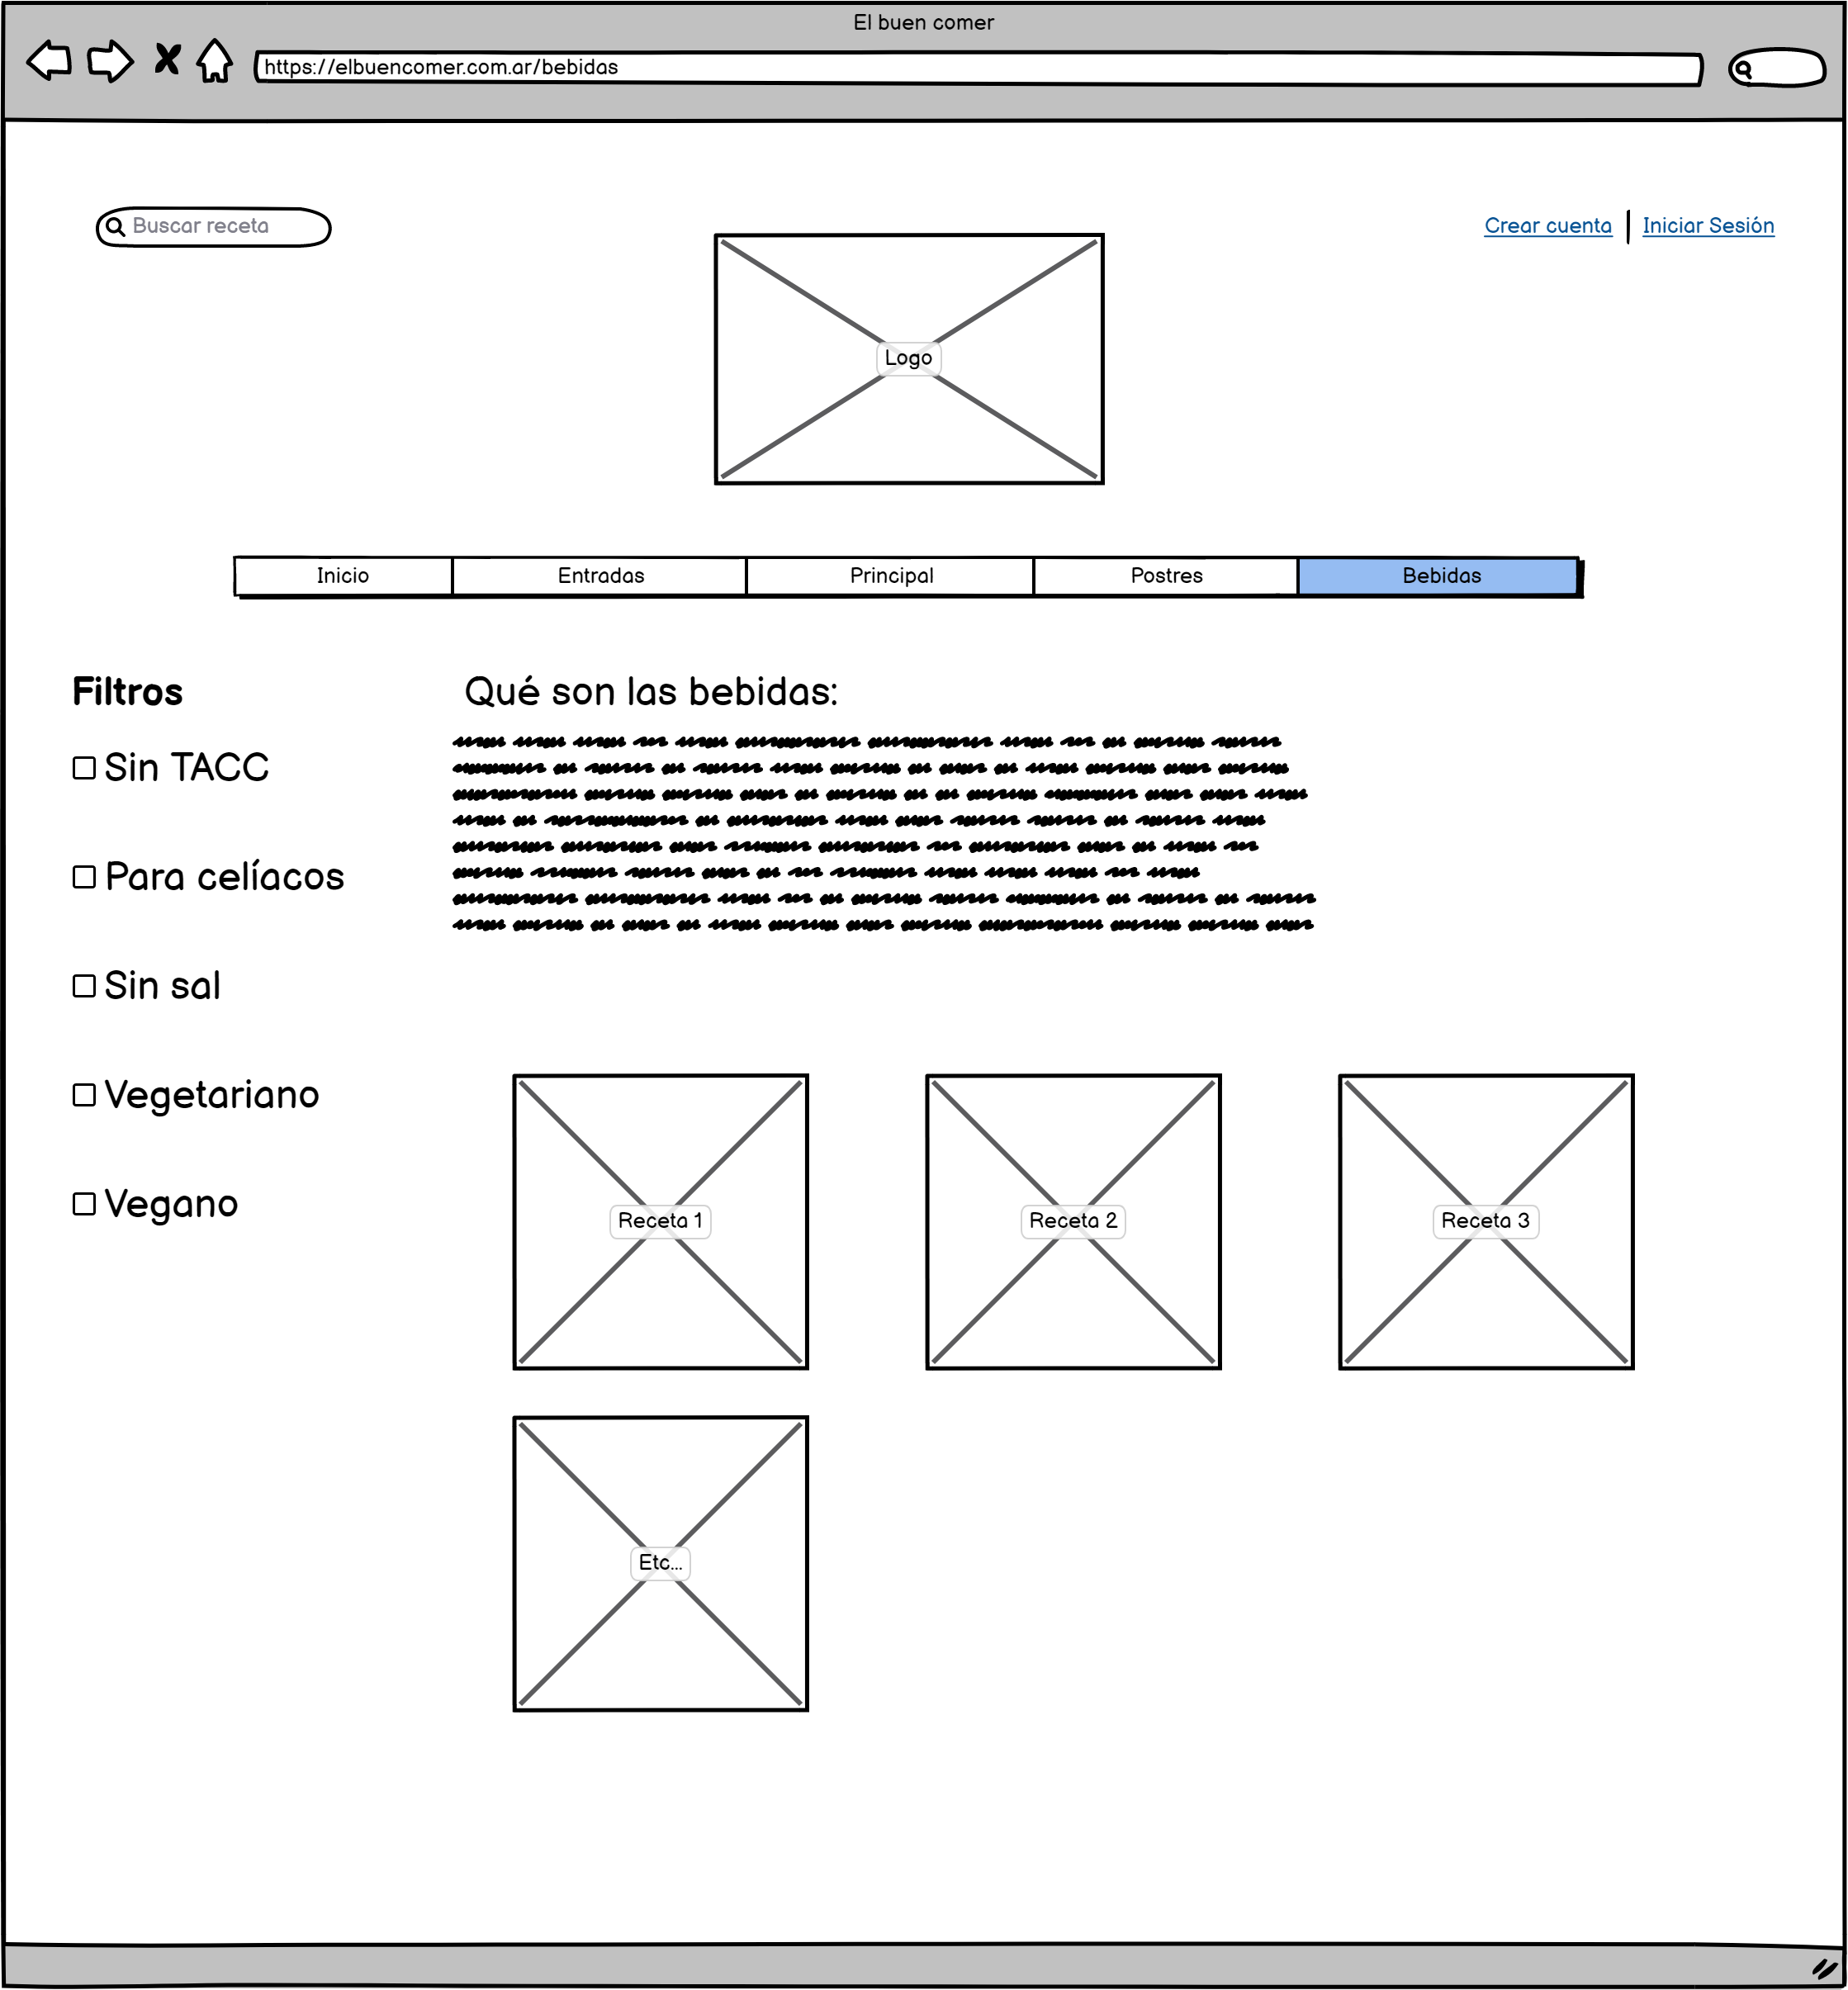 El buen comer
https://elbuencomer.com.ar/bebidas
Buscar receta
Crear cuenta
Iniciar Sesión
Logo
Inicio
Entradas
Principal
Postres
Bebidas
Filtros
Sin TACC
Para celíacos
Sin sal
Vegetariano
Vegano
Qué son las bebidas:
Receta 1
Receta 2
Receta 3
Etc...